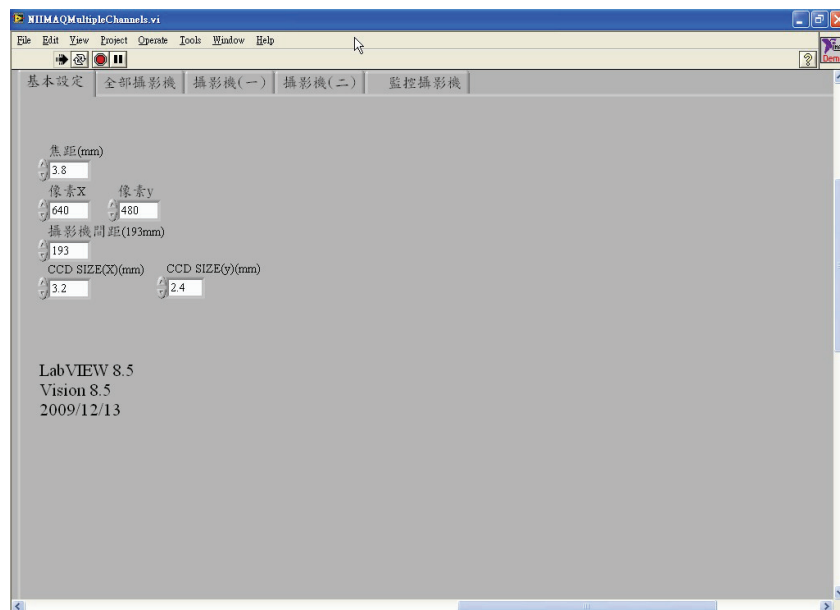 NIIMAQMultipleChannels.vi
File Edit View Project Operate Tools Window Help
?
Demo
基本設定 全部攝影機 攝影機(一) 攝影機(二) 監控攝影機
焦距(mm)
3.8
像素X 像素y
640 480
攝影機間距(193mm)
193
CCD SIZE(X)(mm) CCD SIZE(y)(mm)
3.2 2.4
LabVIEW 8.5
Vision 8.5
2009/12/13